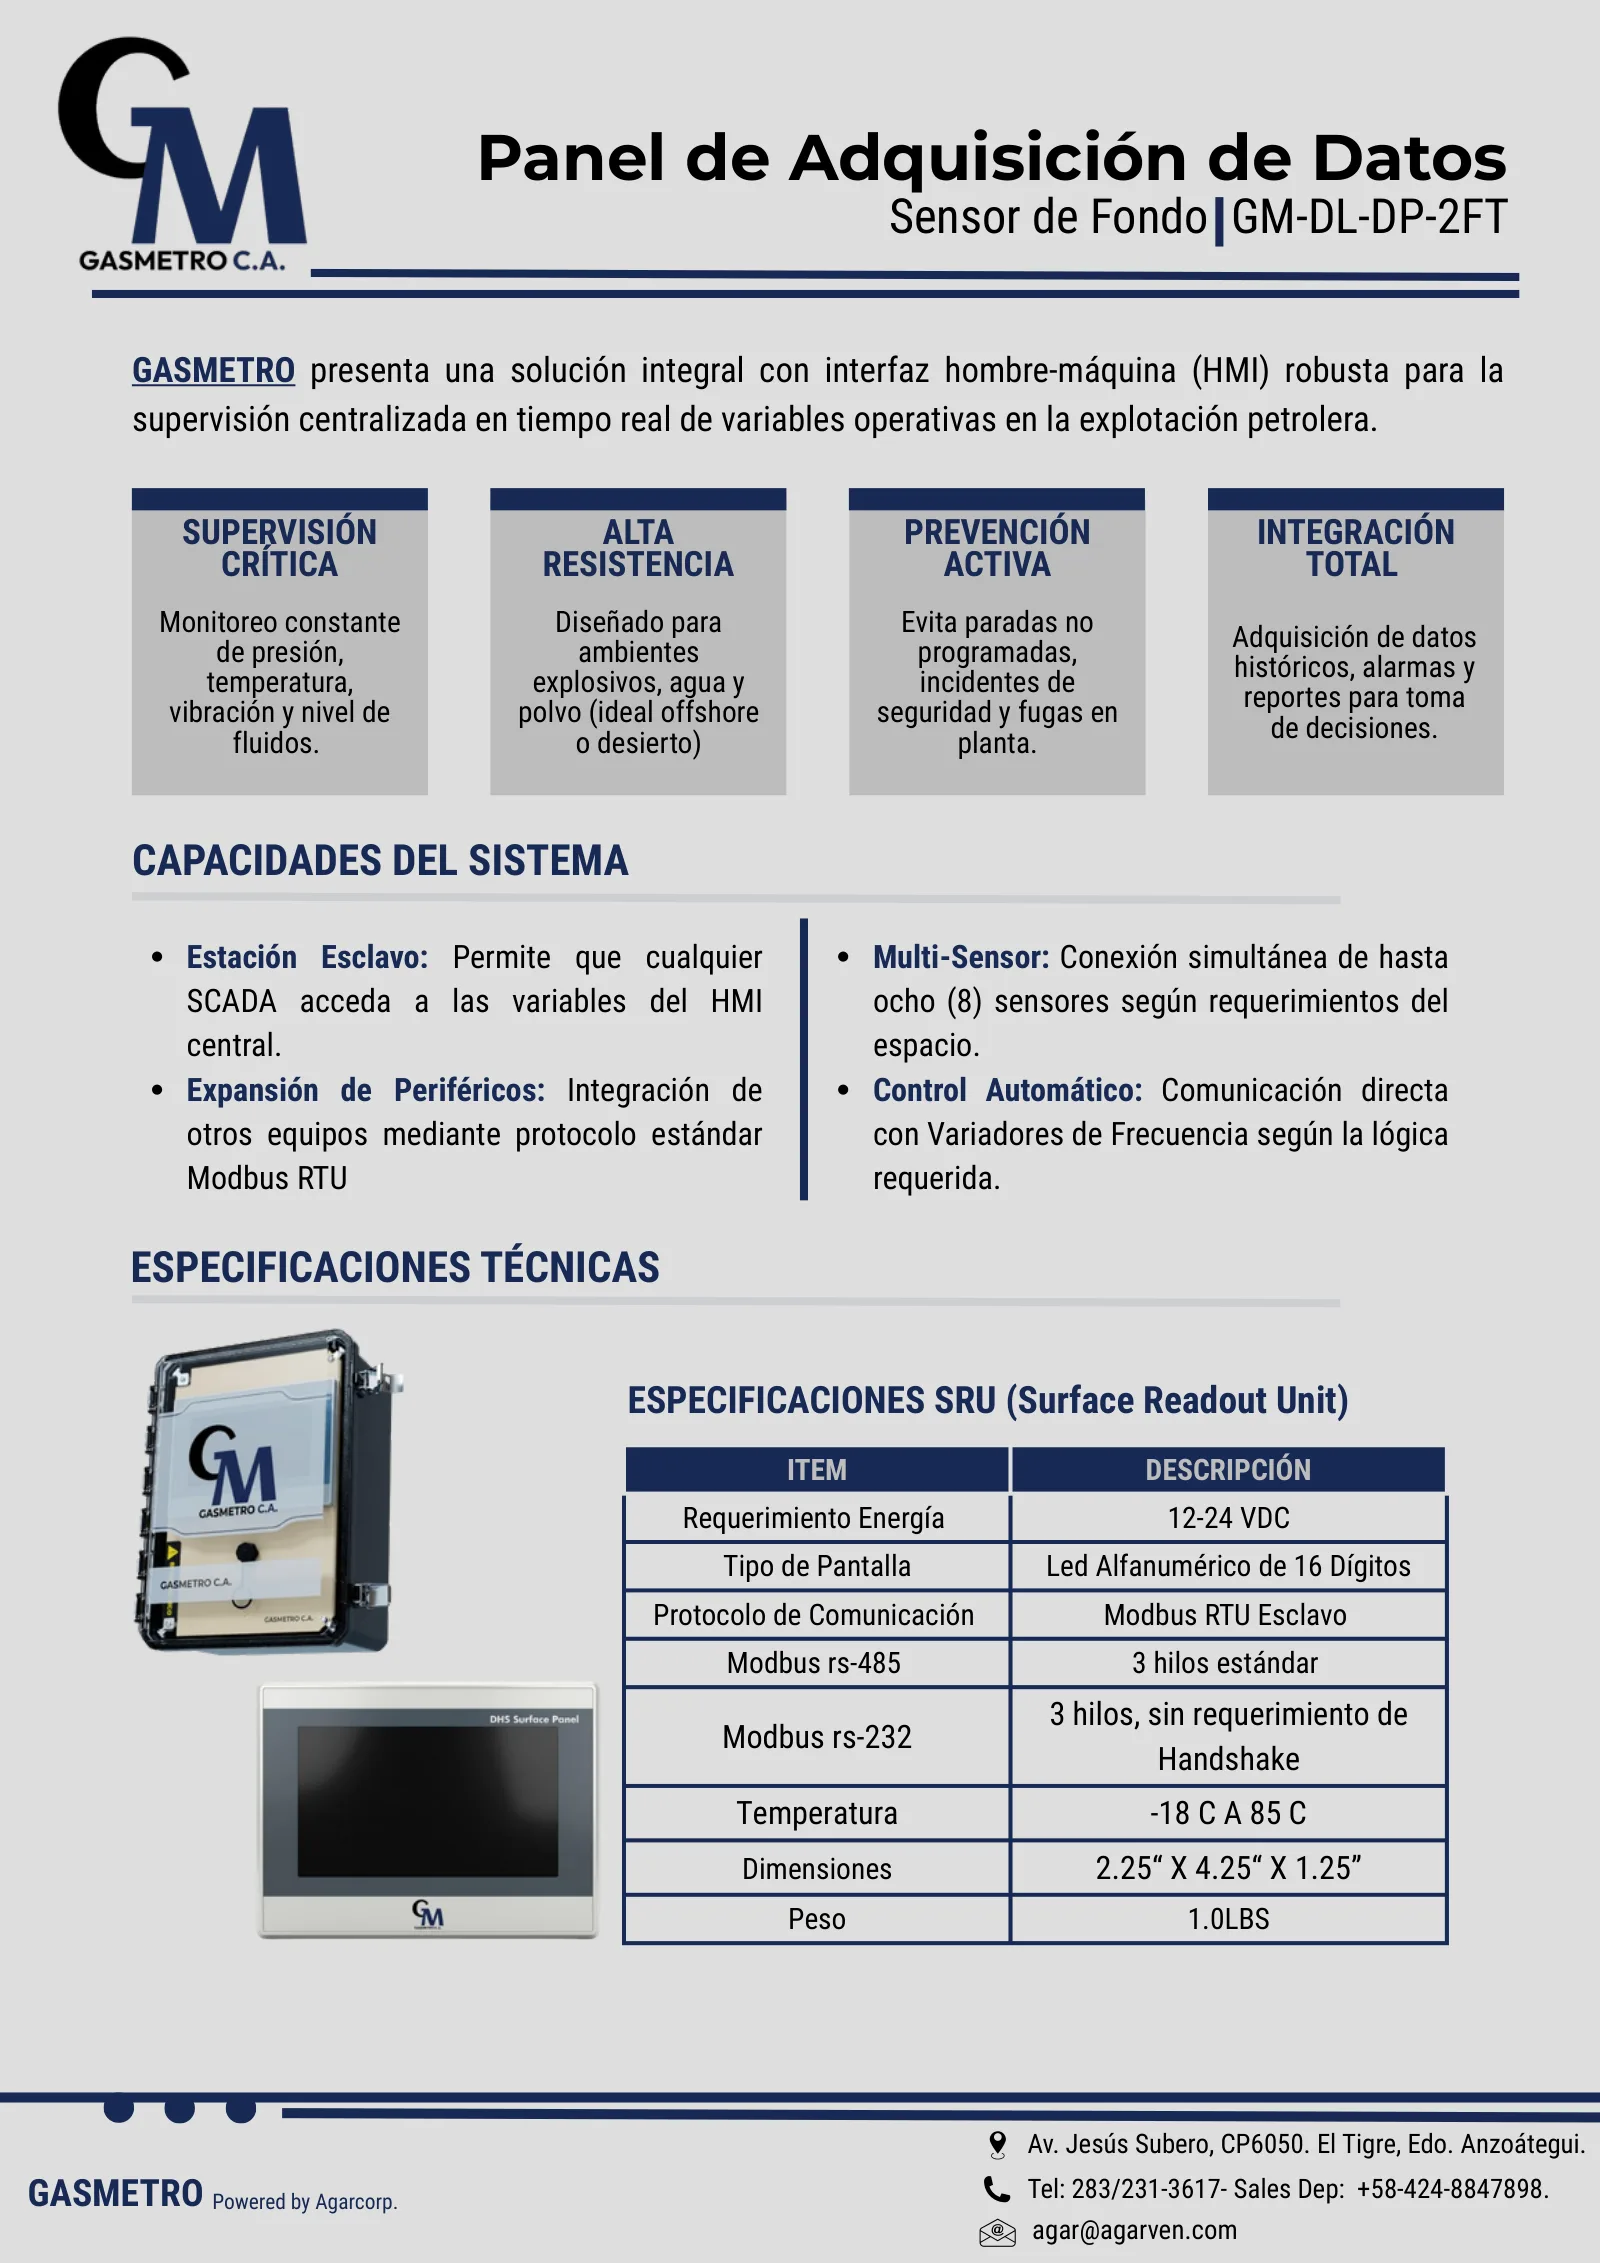 GM
GASMETRO C.A.
Panel de Adquisición de Datos
Sensor de Fondo|GM-DL-DP-2FT
GASMETRO presenta una solución integral con interfaz hombre-máquina (HMI) robusta para la
supervisión centralizada en tiempo real de variables operativas en la explotación petrolera.
SUPERVISIÓN
CRÍTICA
Monitoreo constante
de presión,
temperatura,
vibración y nivel de
fluidos.
ALTA
RESISTENCIA
Diseñado para
ambientes
explosivos, agua y
polvo (ideal offshore
o desierto)
PREVENCIÓN
ACTIVA
Evita paradas no
programadas,
incidentes de
seguridad y fugas en
planta.
INTEGRACIÓN
TOTAL
Adquisición de datos
históricos, alarmas y
reportes para toma
de decisiones.
CAPACIDADES DEL SISTEMA
• Estación Esclavo: Permite que cualquier
SCADA acceda a las variables del HMI
central.
• Expansión de Periféricos: Integración de
otros equipos mediante protocolo estándar
Modbus RTU
• Multi-Sensor: Conexión simultánea de hasta
ocho (8) sensores según requerimientos del
espacio.
• Control Automático: Comunicación directa
con Variadores de Frecuencia según la lógica
requerida.
ESPECIFICACIONES TÉCNICAS
GM
GASMETRO C.A.
GASMETRO C.A.
GASMETRO C.A.
DHS Surface Panel
GM
ESPECIFICACIONES SRU (Surface Readout Unit)
ITEM DESCRIPCIÓN
Requerimiento Energía 12-24 VDC
Tipo de Pantalla Led Alfanumérico de 16 Dígitos
Protocolo de Comunicación Modbus RTU Esclavo
Modbus rs-485 3 hilos estándar
Modbus rs-232 3 hilos, sin requerimiento de
Handshake
Temperatura -18 C A 85 C
Dimensiones 2.25“ X 4.25“ X 1.25”
Peso 1.0LBS
Av. Jesús Subero, CP6050. El Tigre, Edo. Anzoátegui.
Tel: 283/231-3617- Sales Dep: +58-424-8847898.
agar@agarven.com
GASMETRO Powered by Agarcorp.